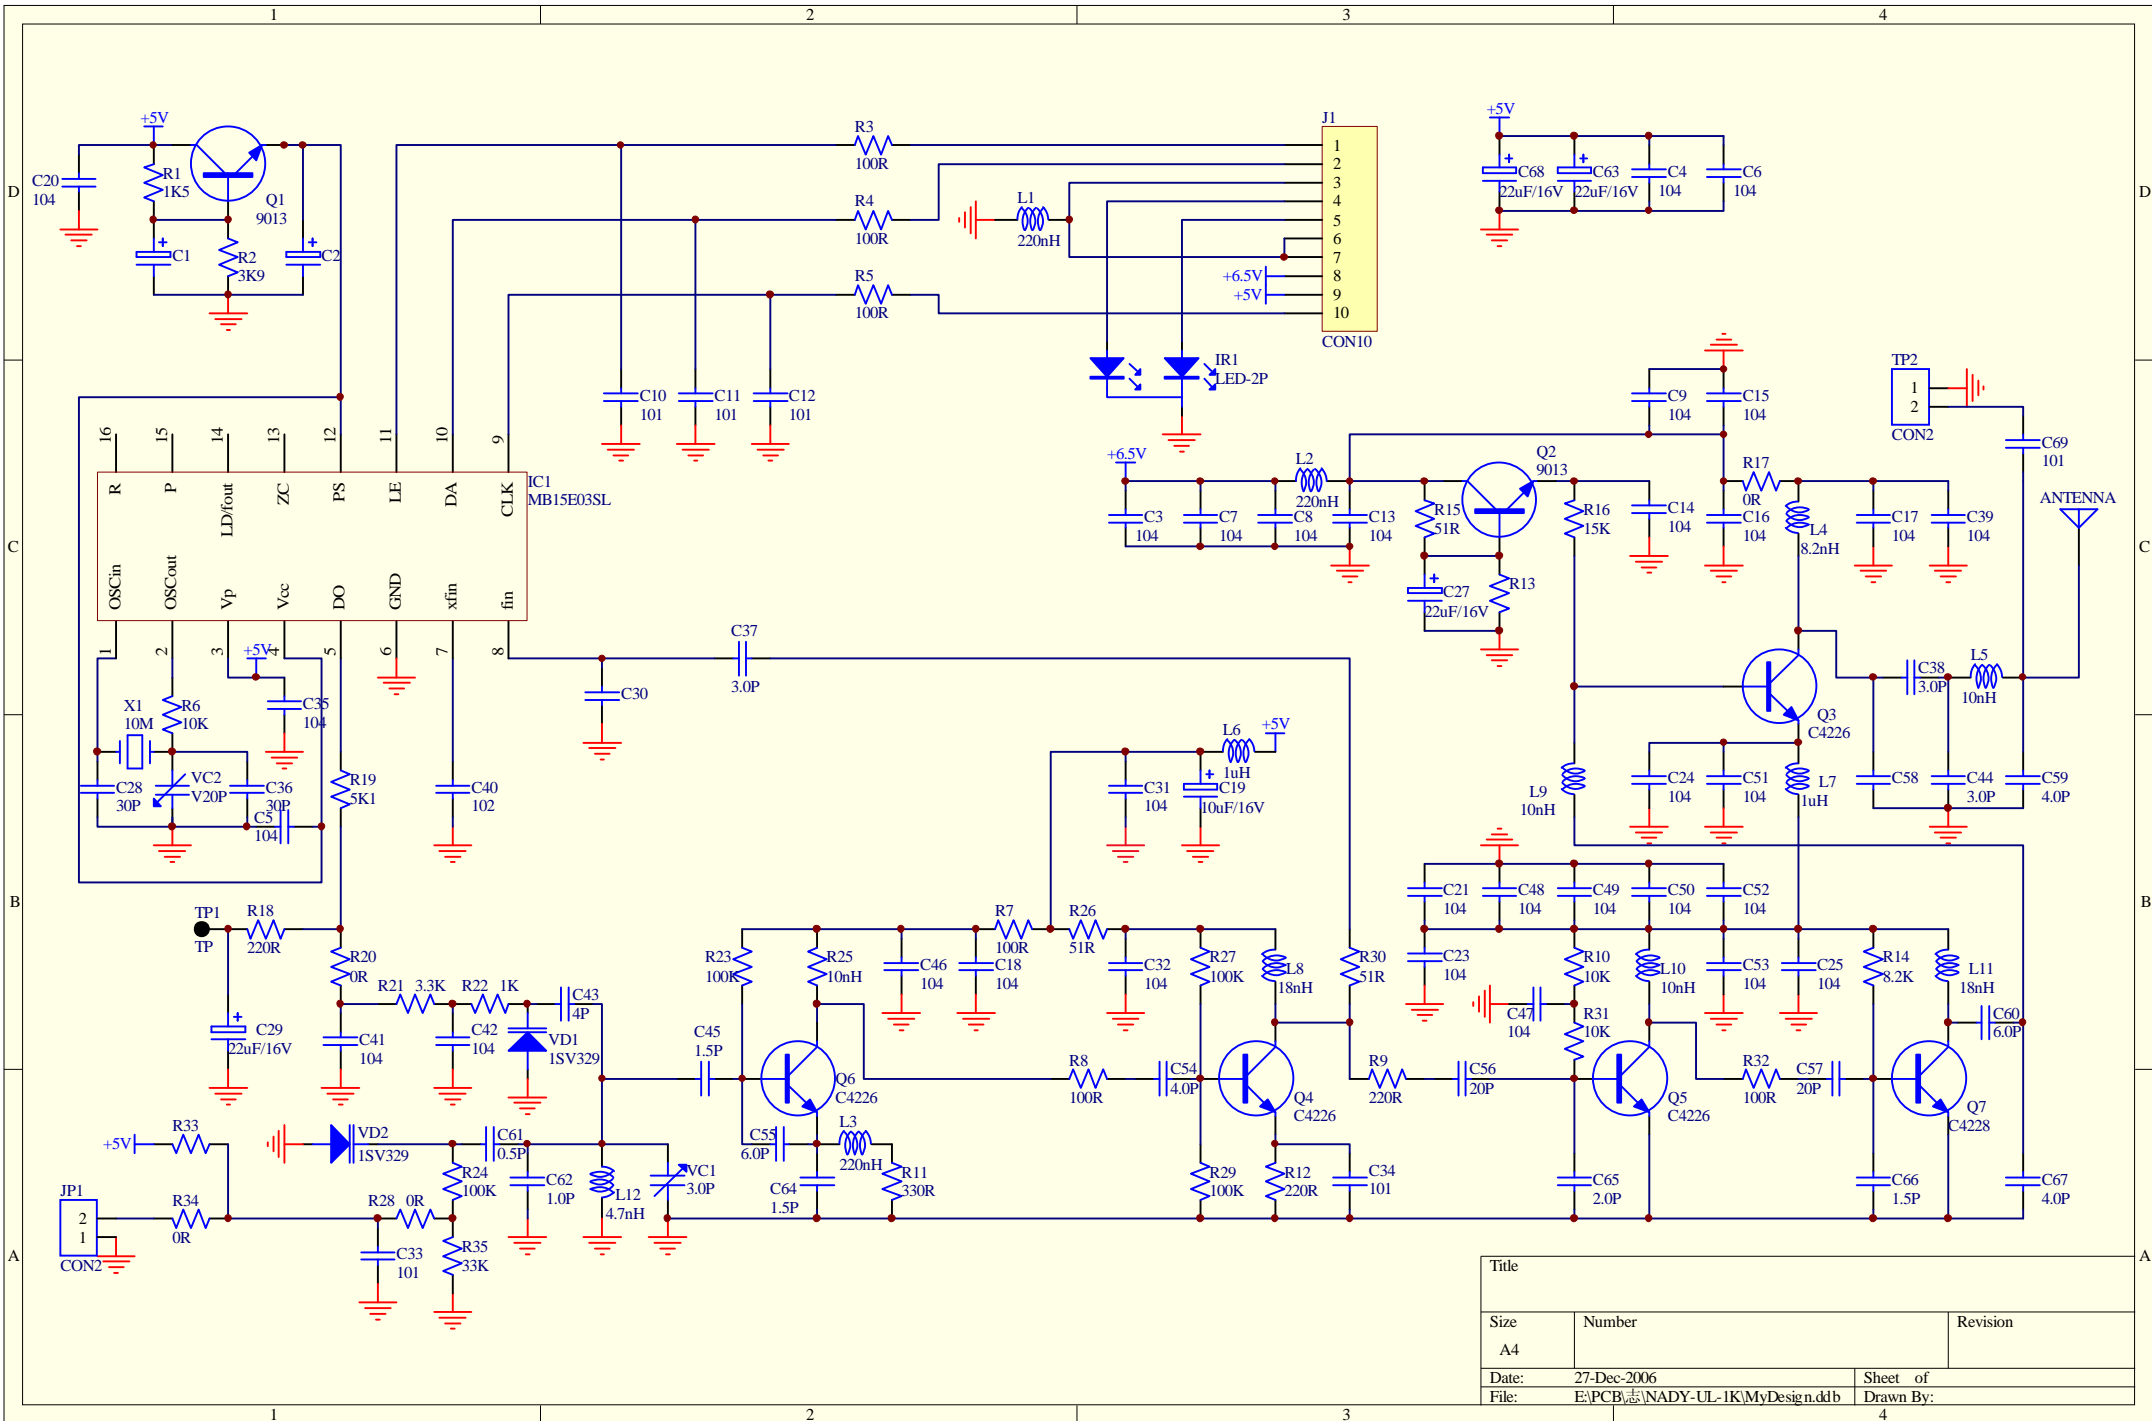 1 2 3 4
D C B A
D C B A
1 2 3 4
+5V
C20
104
R1
1K5
Q1
9013
C1
R2
3K9
C2
R3
100R
R4
100R
R5
100R
L1
220nH
J1
1
2
3
4
5
6
7
8
9
10
CON10
+6.5V
+5V
+5V
C68
22uF/16V
C63
22uF/16V
C4
104
C6
104
IR1
LED-2P
C10
101
C11
101
C12
101
16 15 14 13 12 11 10 9
R P LD/fout ZC PS LE DA CLK
IC1
MB15E03SL
OSCin OSCout Vp Vcc DO GND xfin fin
1 2 3 4 5 6 7 8
+5V
X1
10M
R6
10K
C35
104
C28
30P
VC2
V20P
C36
30P
C5
104
R19
5K1
C40
102
C30
C37
3.0P
+6.5V
C3
104
C7
104
L2
220nH
C8
104
C13
104
R15
51R
Q2
9013
C27
22uF/16V
R13
R16
15K
C14
104
C9
104
C15
104
R17
0R
C16
104
L4
8.2nH
C17
104
C39
104
TP2
1
2
CON2
C69
101
ANTENNA
C38
3.0P
L5
10nH
Q3
C4226
L9
10nH
C24
104
C51
104
L7
1uH
C58
C44
3.0P
C59
4.0P
L6
1uH
+5V
C31
104
C19
10uF/16V
TP1
TP
R18
220R
C29
22uF/16V
R20
0R
R21 3.3K
R22 1K
C43
4P
C41
104
C42
104
VD1
1SV329
R23
100K
R25
10nH
C46
104
C18
104
R7
100R
R26
51R
C32
104
R27
100K
L8
18nH
R30
51R
C45
1.5P
Q6
C4226
R8
100R
C54
4.0P
Q4
C4226
R9
220R
C56
20P
C21
104
C48
104
C49
104
C50
104
C52
104
C23
104
R10
10K
L10
10nH
C53
104
C25
104
R14
8.2K
L11
18nH
C47
104
R31
10K
C60
6.0P
Q5
C4226
R32
100R
C57
20P
Q7
C4228
+5V
R33
VD2
1SV329
C61
0.5P
R24
100K
C62
1.0P
L12
4.7nH
VC1
3.0P
C55
6.0P
L3
220nH
C64
1.5P
R11
330R
R29
100K
R12
220R
C34
101
C65
2.0P
C66
1.5P
C67
4.0P
JP1
2
1
CON2
R34
0R
R28 0R
C33
101
R35
33K
Title
Size
A4
Number
Revision
Date: 27-Dec-2006
Sheet of
File: E:\PCB\志\NADY-UL-1K\MyDesign.ddb
Drawn By: